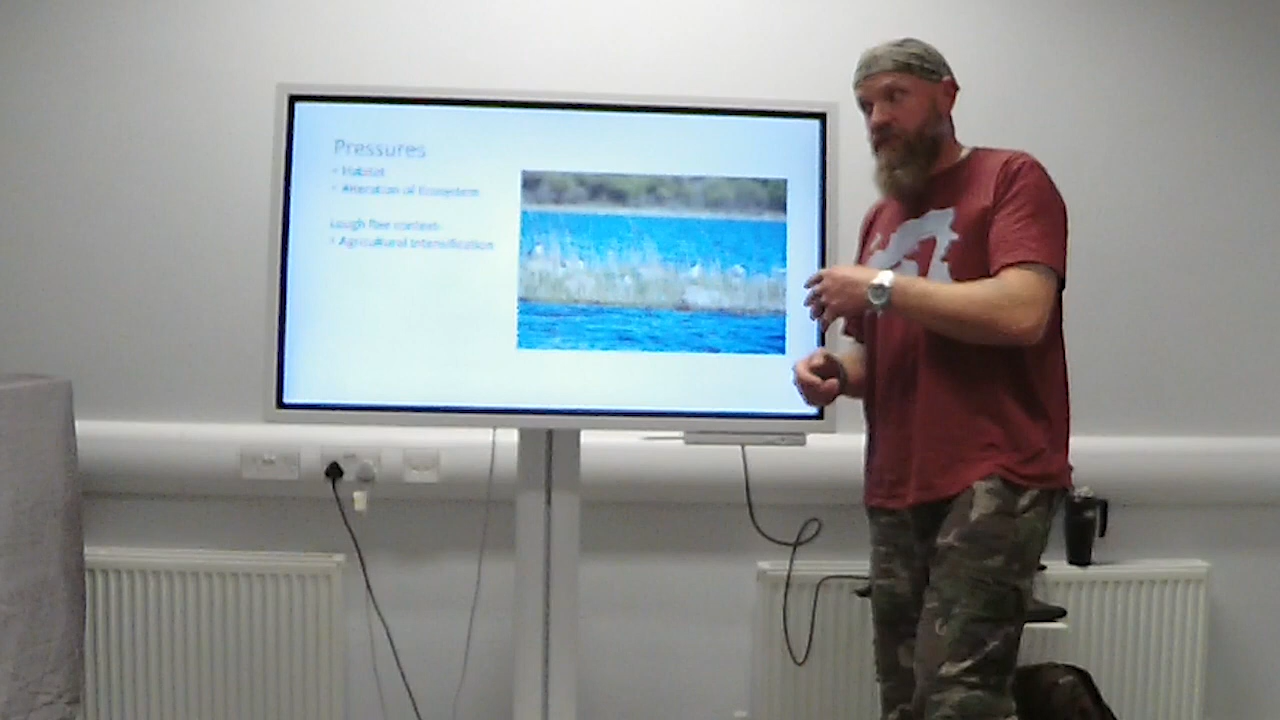 Pressures
• Habitat
• Alteration of Ecosystem
Lough Ree context-
• Agricultural Intensification